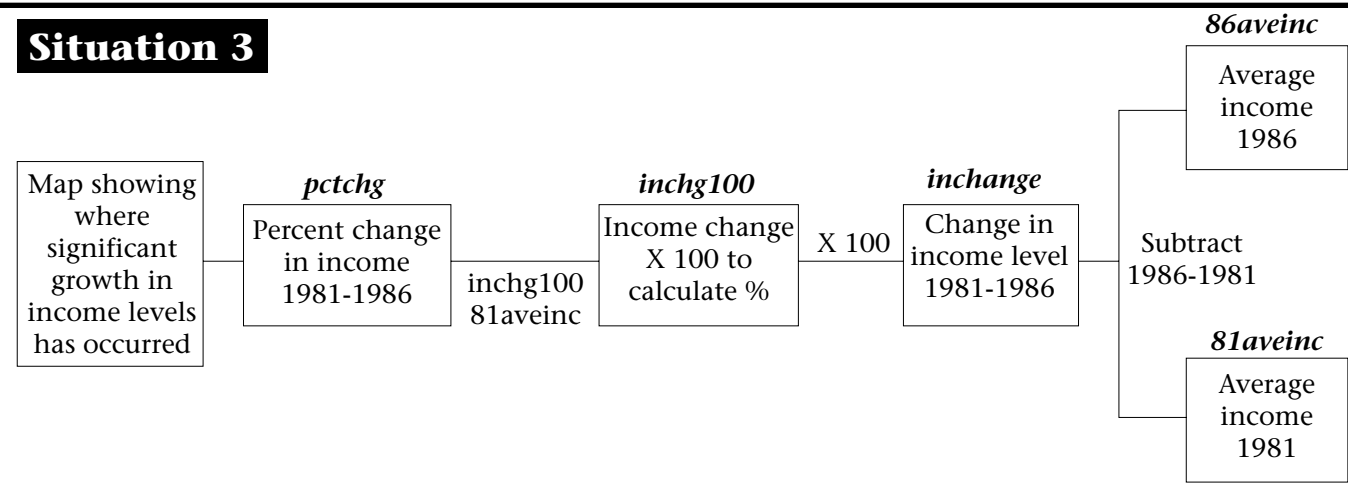 Situation 3
Map showing
where
significant
growth in
income levels
has occurred
pctchg
Percent change
in income
1981-1986
inchg100
81aveinc
inchg100
Income change
X 100 to
calculate %
X 100
inchange
Change in
income level
1981-1986
Subtract
1986-1981
86aveinc
Average
income
1986
81aveinc
Average
income
1981